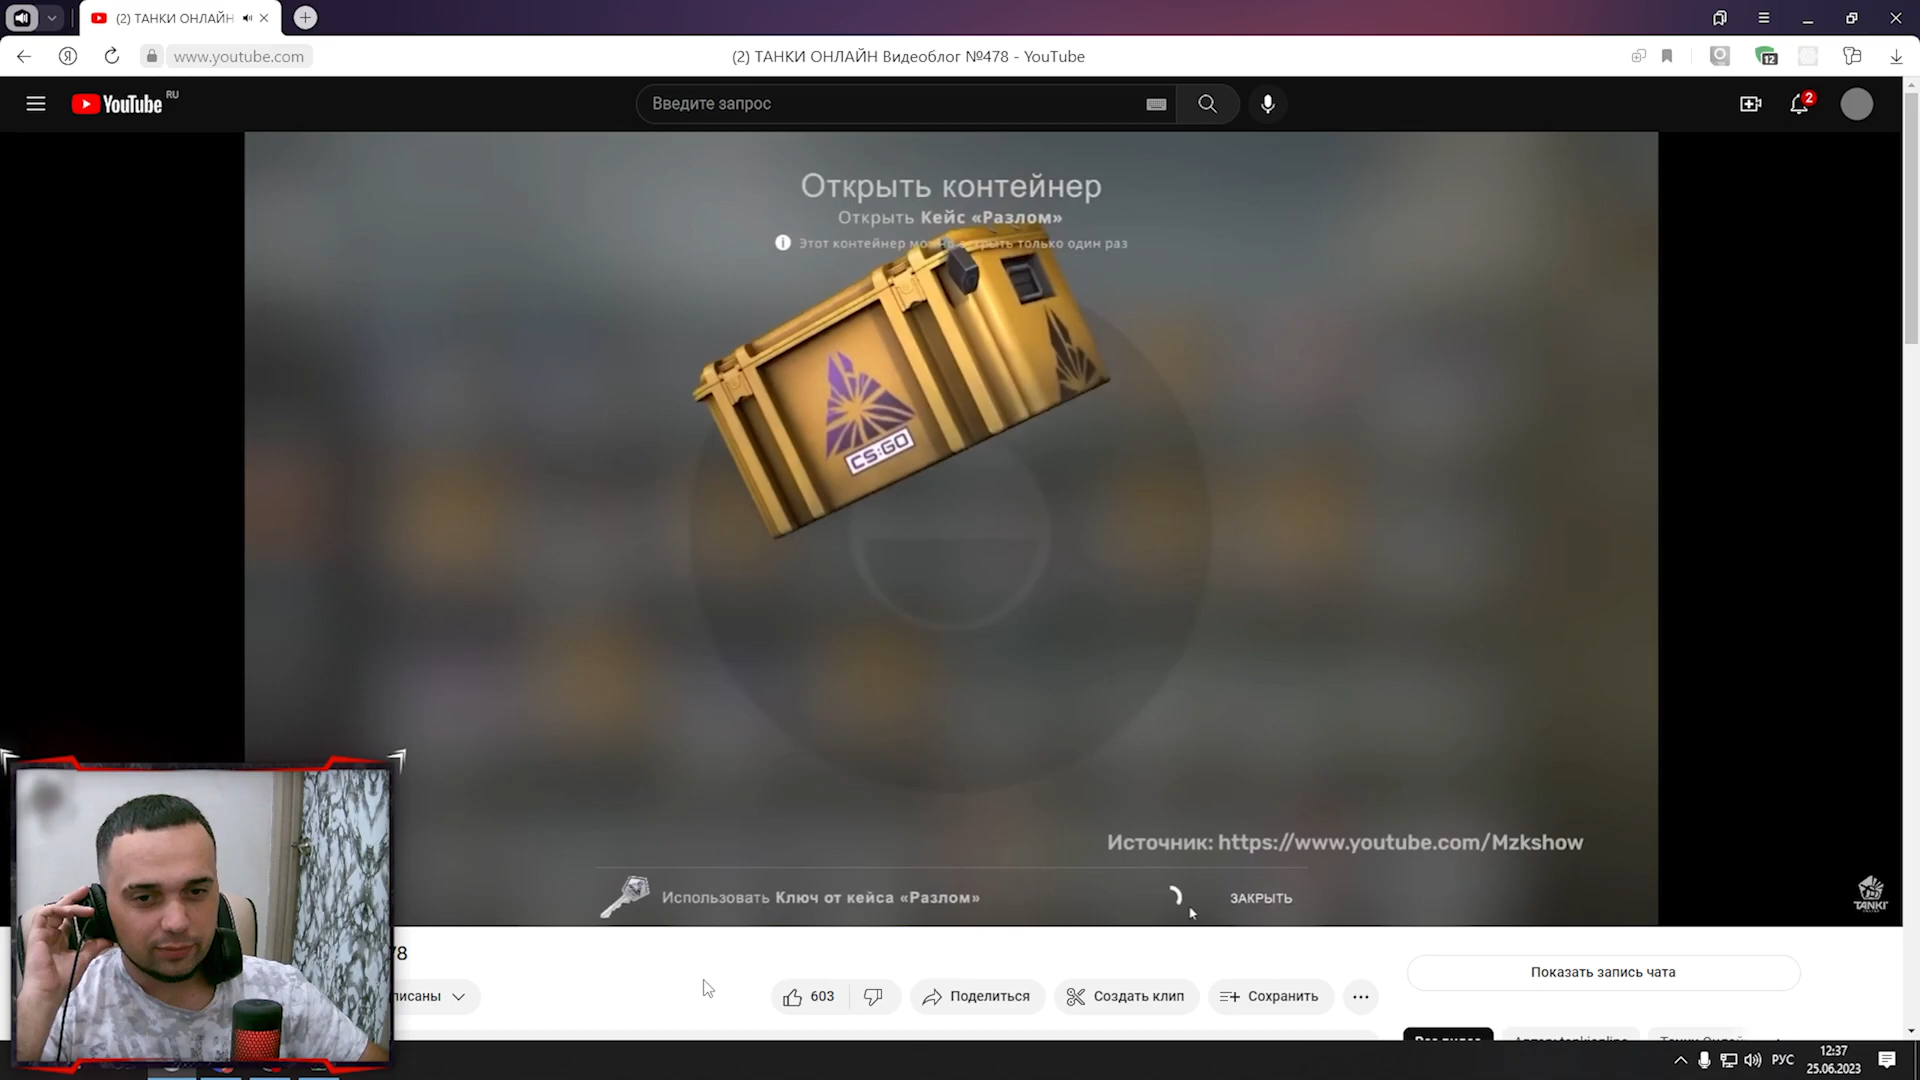 (2) ТАНКИ ОНЛАЙН
www.youtube.com
(2) ТАНКИ ОНЛАЙН Видеоблог №478 - YouTube
12
YouTube RU
Введите запрос
2
Открыть контейнер
Открыть Кейс «Разлом»
Этот контейнер можно открыть только один раз
CS:GO
Источник: https://www.youtube.com/Mzkshow
Использовать Ключ от кейса «Разлом»
ЗАКРЫТЬ
TANKI
78
писаны
603
Поделиться
Создать клип
Сохранить
Показать запись чата
РУС
12:37
25.06.2023